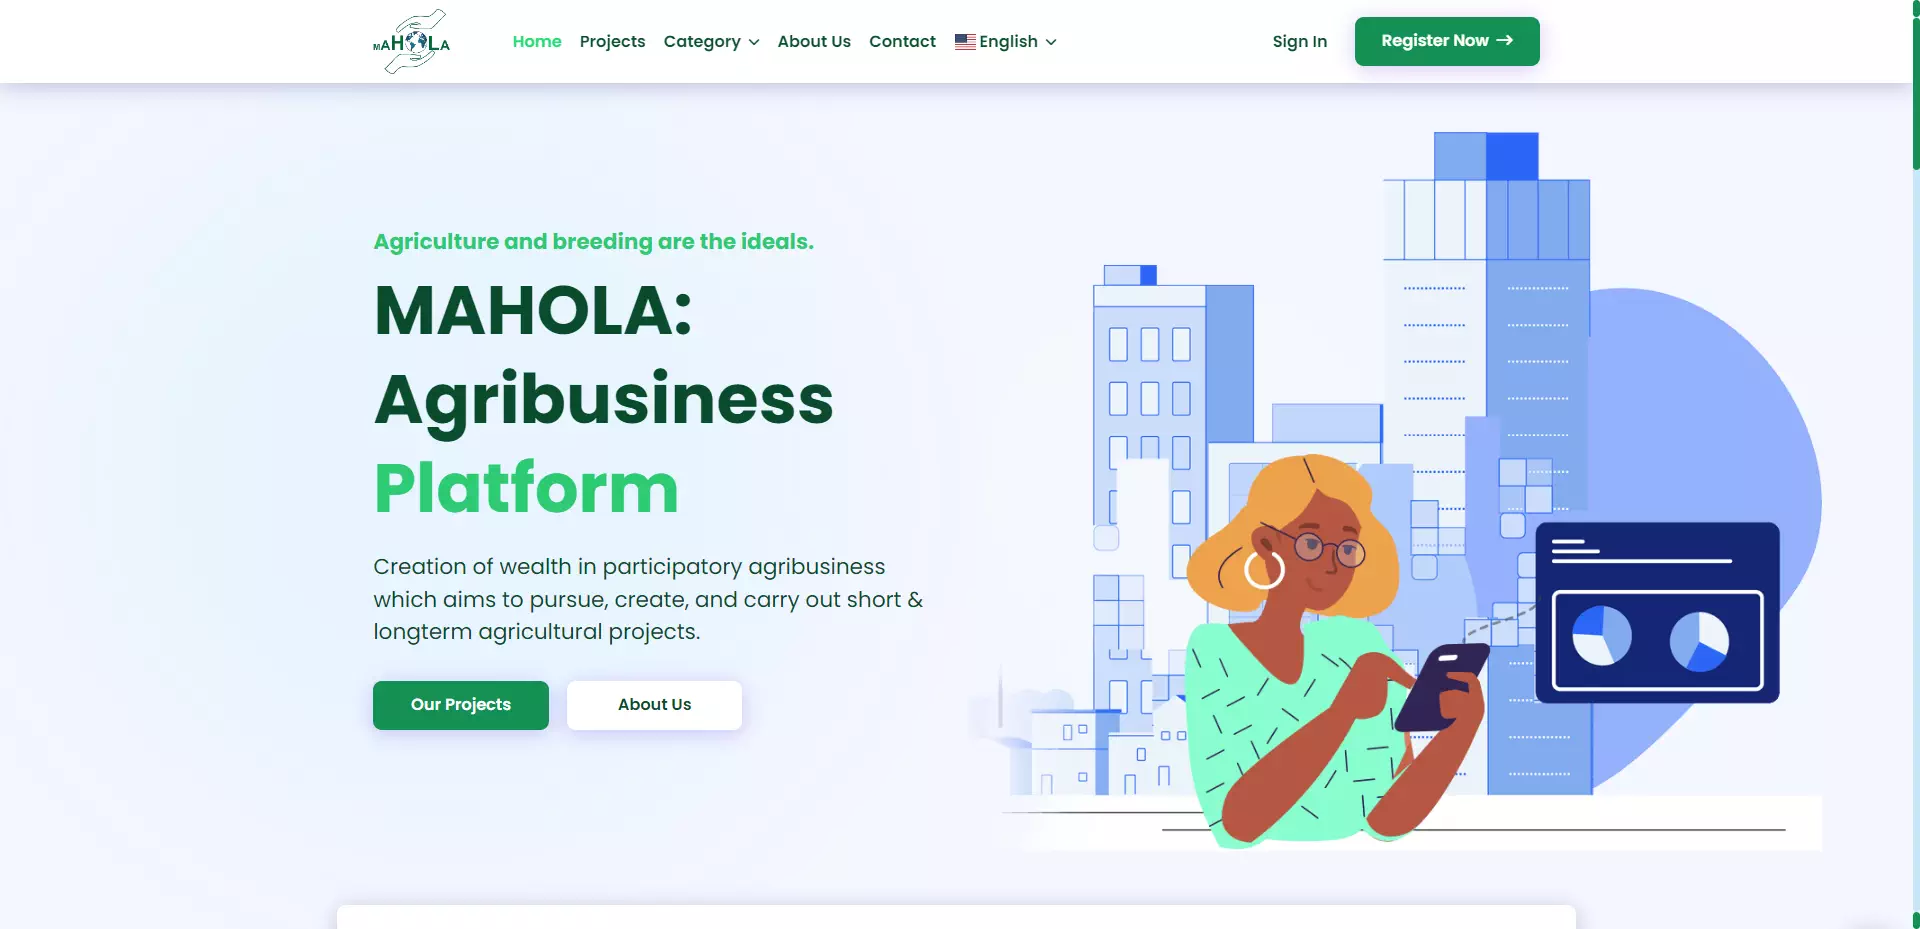 MAHOLA
Home
Projects
Category
About Us
Contact
English
Sign In
Register Now
Agriculture and breeding are the ideals.
MAHOLA:
Agribusiness
Platform
Creation of wealth in participatory agribusiness
which aims to pursue, create, and carry out short &
longterm agricultural projects.
Our Projects
About Us